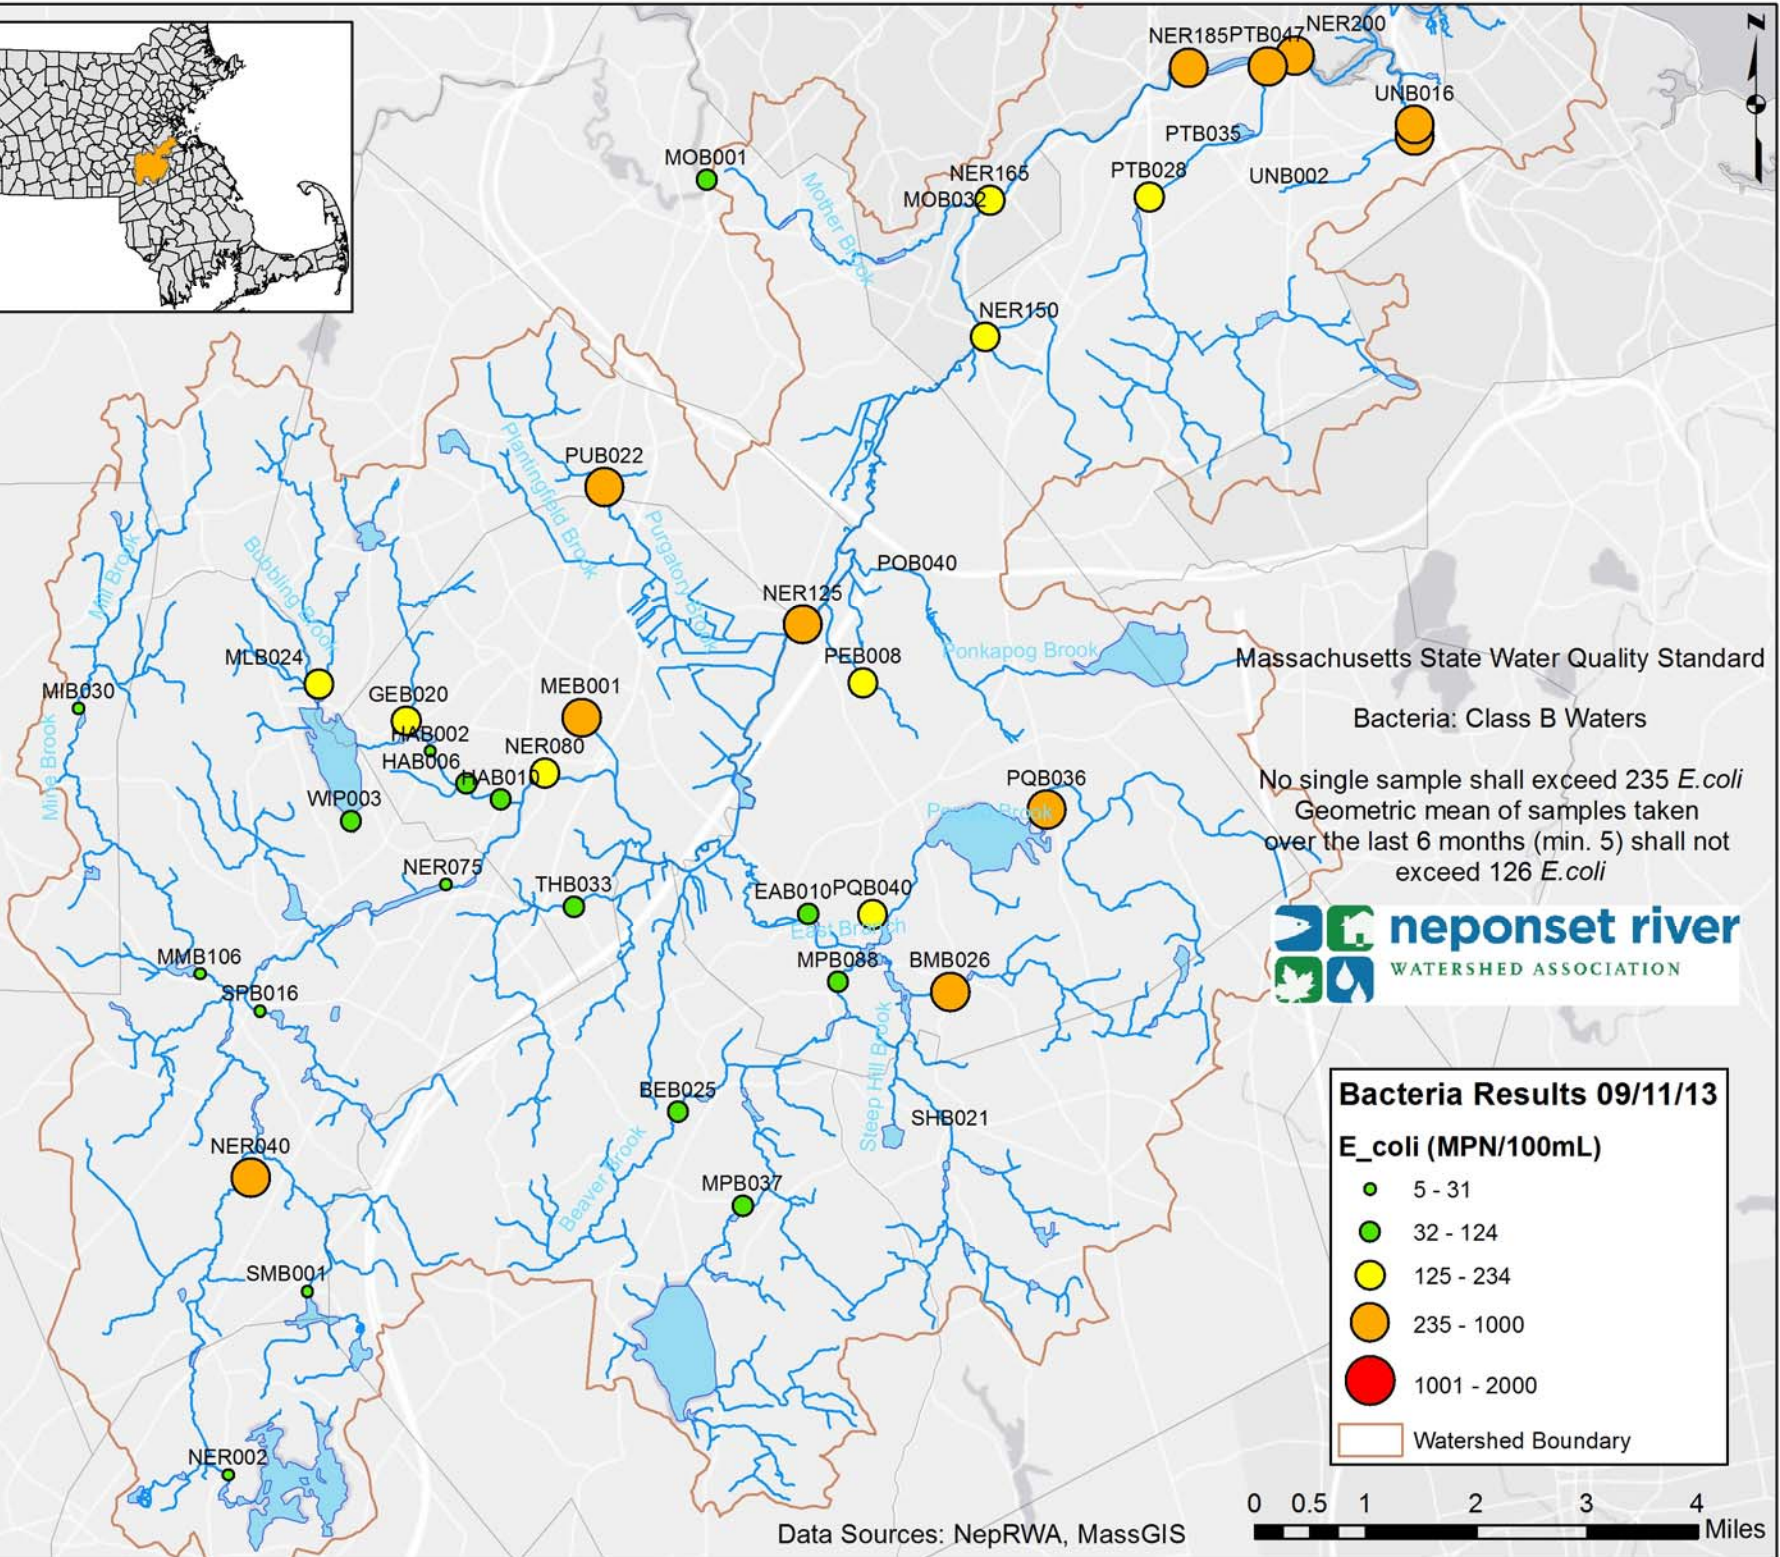 NER200
NER185
PTB047
UNB016
PTB035
MOB001
PTB028
NER165
UNB002
MOB032
Mother Brook
NER150
Plantingfield Brook
PUB022
Purgatory Brook
Mill Brook
Bubbling Brook
POB040
NER125
Ponkapog Brook
PEB008
MLB024
MIB030
GEB020
MEB001
Massachusetts State Water Quality Standard
Bacteria: Class B Waters
No single sample shall exceed 235 E.coli
Geometric mean of samples taken
over the last 6 months (min. 5) shall not
exceed 126 E.coli
Mine Brook
HAB002
HAB006
NER080
HAB010
WIP003
PQB036
Brook
NER075
THB033
EAB010
PQB040
East Branch
MMB106
MPB088
BMB026
SPB016
Steep Hill Brook
neponset river
WATERSHED ASSOCIATION
BEB025
SHB021
Beaver Brook
NER040
MPB037
SMB001
NER002
Bacteria Results 09/11/13
E_coli (MPN/100mL)
5 - 31
32 - 124
125 - 234
235 - 1000
1001 - 2000
Watershed Boundary
0 0.5 1 2 3 4
Miles
Data Sources: NepRWA, MassGIS
N